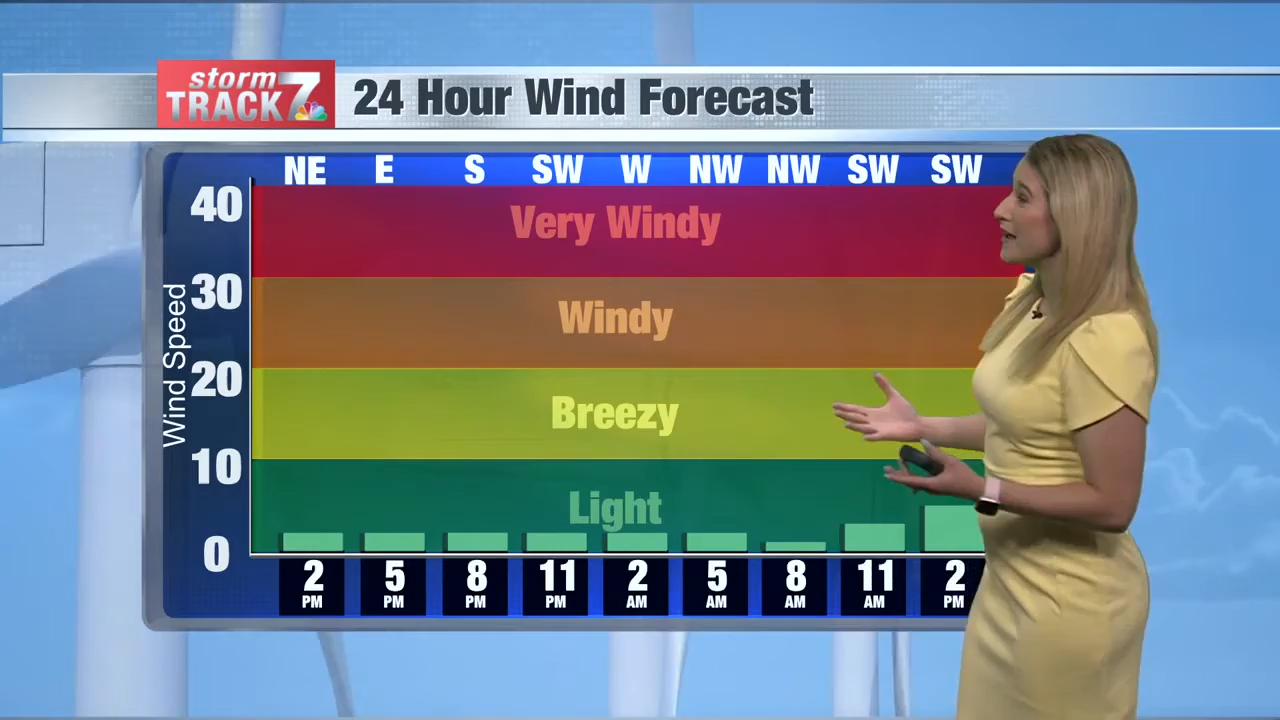 storm
TRACK 7
24 Hour Wind Forecast
NE E S SW W NW NW SW SW
40
Very Windy
30
Windy
Wind Speed
20
Breezy
10
Light
0
2 5 8 11 2 5 8 11 2
PM PM PM PM AM AM AM AM PM